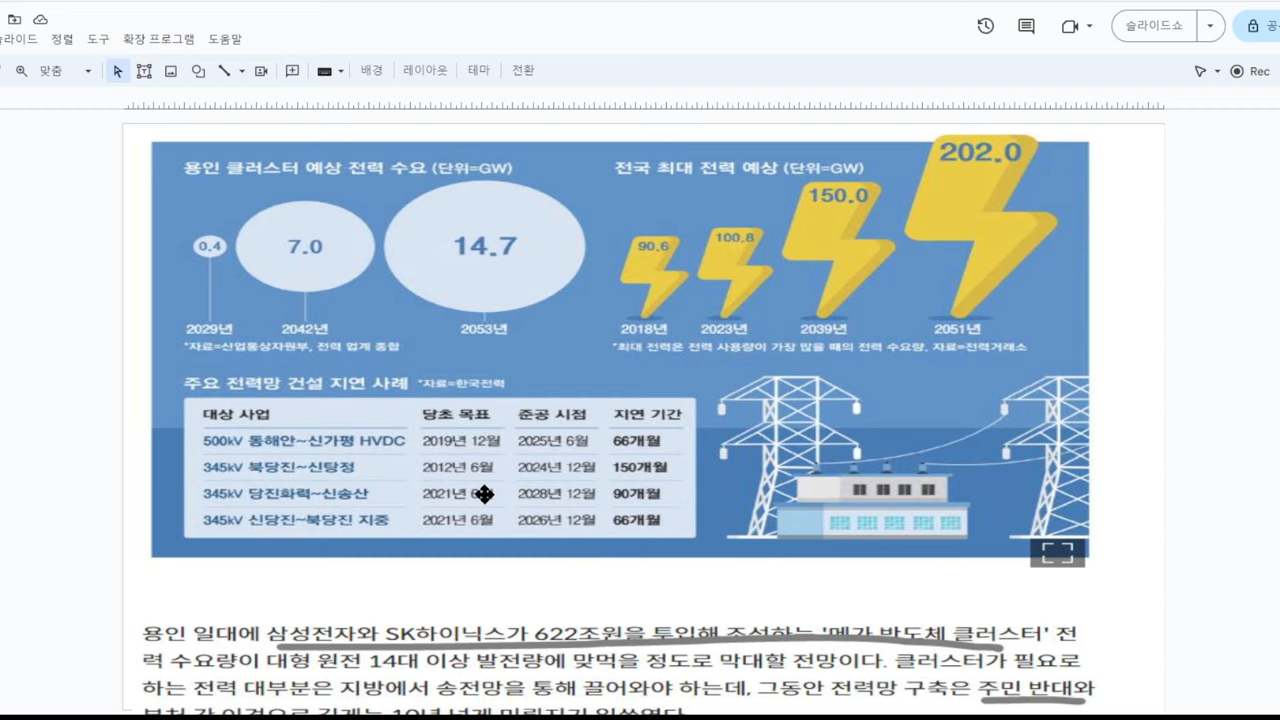 슬라이드 정렬 도구 확장 프로그램 도움말
슬라이드쇼
맞춤
배경 레이아웃 테마 전환
Rec
용인 클러스터 예상 전력 수요 (단위=GW)
0.4
7.0
14.7
2029년
2042년
2053년
*자료=산업통상자원부, 전력 업계 종합
전국 최대 전력 예상 (단위=GW)
90.6
100.8
150.0
202.0
2018년
2023년
2039년
2051년
*최대 전력은 전력 사용량이 가장 많을 때의 전력 수요량, 자료=전력거래소
주요 전력망 건설 지연 사례 *자료=한국전력
대상 사업 당초 목표 준공 시점 지연 기간
500kV 동해안~신가평 HVDC 2019년 12월 2025년 6월 66개월
345kV 북당진~신탕정 2012년 6월 2024년 12월 150개월
345kV 당진화력~신송산 2021년 2028년 12월 90개월
345kV 신당진~북당진 지중 2021년 6월 2026년 12월 66개월
용인 일대에 삼성전자와 SK하이닉스가 622조원을 투입해 조성하는 '메가 반도체 클러스터' 전
력 수요량이 대형 원전 14대 이상 발전량에 맞먹을 정도로 막대할 전망이다. 클러스터가 필요로
하는 전력 대부분은 지방에서 송전망을 통해 끌어와야 하는데, 그동안 전력망 구축은 주민 반대와